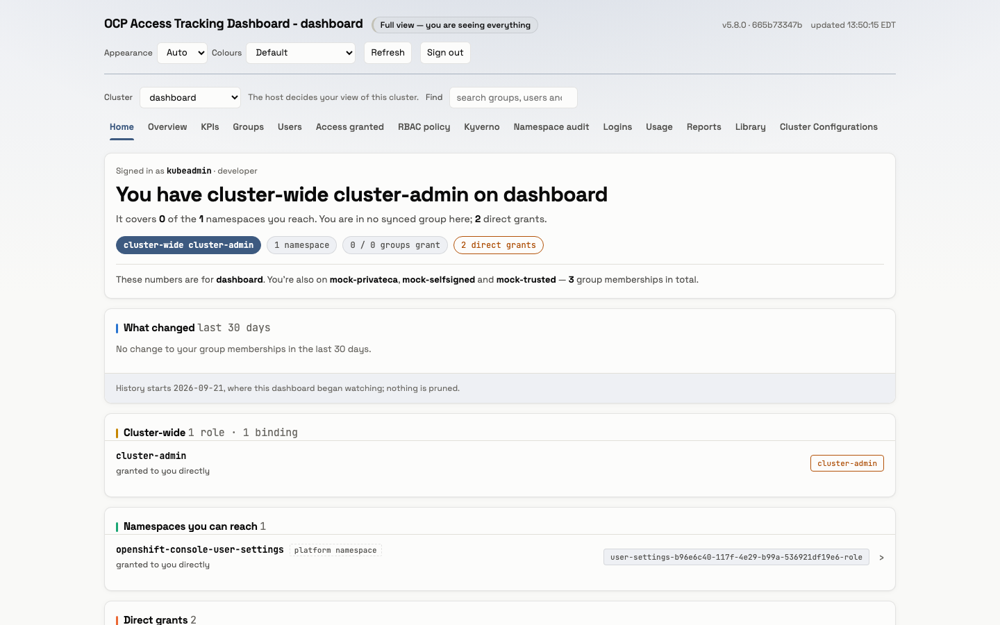 OCP Access Tracking Dashboard - dashboard Full view — you are seeing everything v5.8.0 · 665b73347b updated 13:50:15 EDT
Appearance Auto Colours Default Refresh Sign out
Cluster dashboard The host decides your view of this cluster. Find search groups, users and
Home Overview KPIs Groups Users Access granted RBAC policy Kyverno Namespace audit Logins Usage Reports Library Cluster Configurations
Signed in as kubeadmin · developer
You have cluster-wide cluster-admin on dashboard
It covers 0 of the 1 namespaces you reach. You are in no synced group here; 2 direct grants.
cluster-wide cluster-admin 1 namespace 0 / 0 groups grant 2 direct grants
These numbers are for dashboard. You're also on mock-privateca, mock-selfsigned and mock-trusted — 3 group memberships in total.
What changed last 30 days
No change to your group memberships in the last 30 days.
History starts 2026-09-21, where this dashboard began watching; nothing is pruned.
Cluster-wide 1 role · 1 binding
cluster-admin cluster-admin
granted to you directly
Namespaces you can reach 1
openshift-console-user-settings platform namespace user-settings-b96e6c40-117f-4e29-b99a-536921df19e6-role >
granted to you directly
Direct grants 2